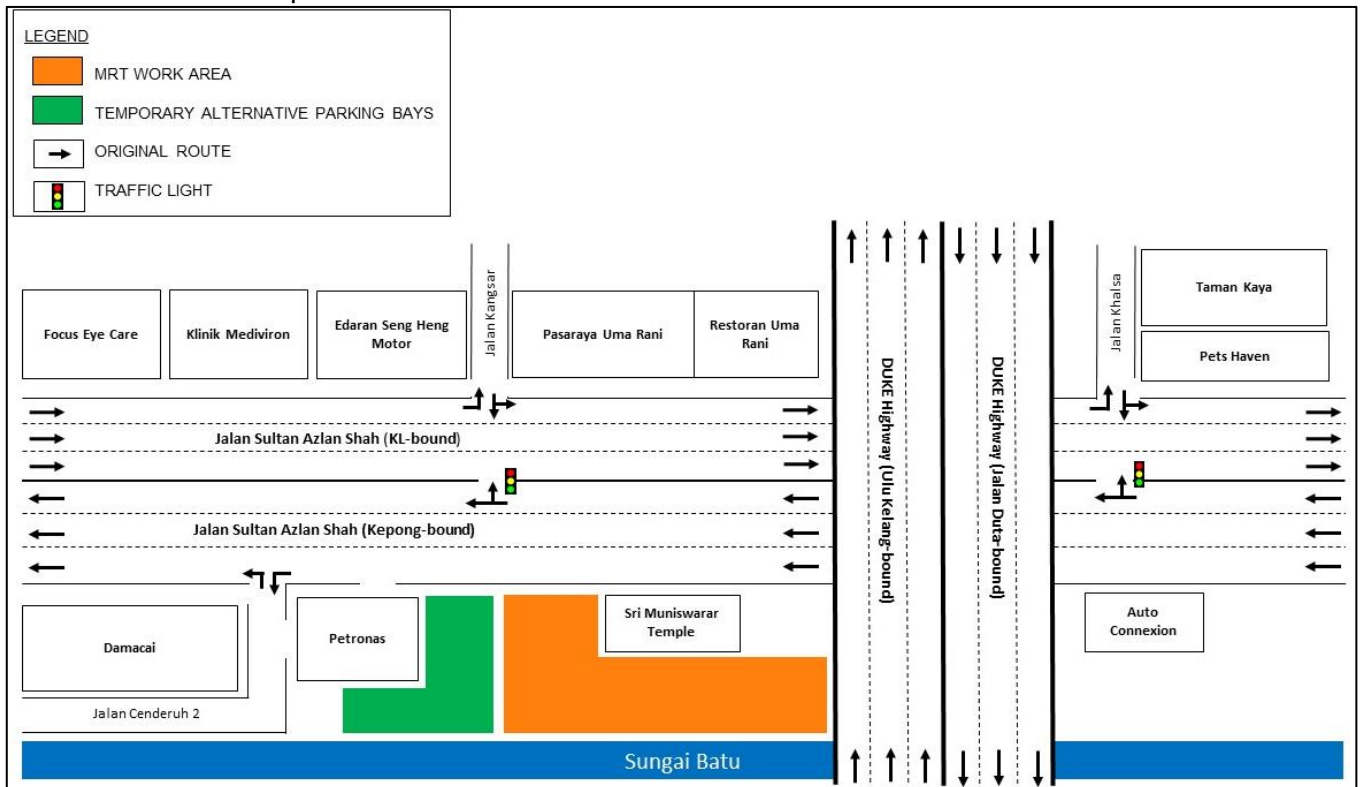 LEGEND
MRT WORK AREA
TEMPORARY ALTERNATIVE PARKING BAYS
ORIGINAL ROUTE
TRAFFIC LIGHT
Focus Eye Care
Klinik Mediviron
Edaran Seng Heng
Motor
Jalan Kangsar
Pasaraya Uma Rani
Restoran Uma
Rani
DUKE Highway (Ulu Kelang-bound)
DUKE Highway (Jalan Duta-bound)
Jalan Khalsa
Taman Kaya
Pets Haven
Jalan Sultan Azlan Shah (KL-bound)
Jalan Sultan Azlan Shah (Kepong-bound)
Damacai
Jalan Cenderuh 2
Petronas
Sri Muniswarar
Temple
Auto
Connexion
Sungai Batu